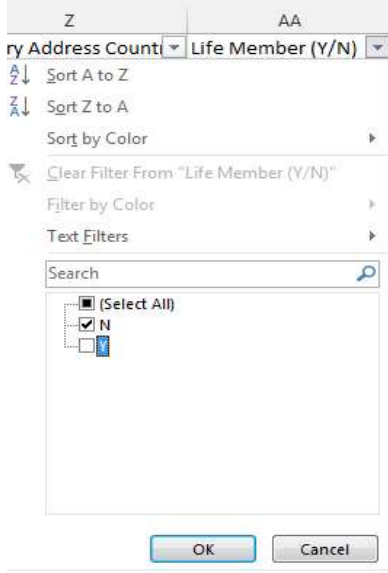 Z AA
ry Address Countr Life Member (Y/N)
Sort A to Z
Sort Z to A
Sort by Color
Clear Filter From "Life Member (Y/N)"
Filter by Color
Text Filters
Search
(Select All)
N
Y
OK Cancel